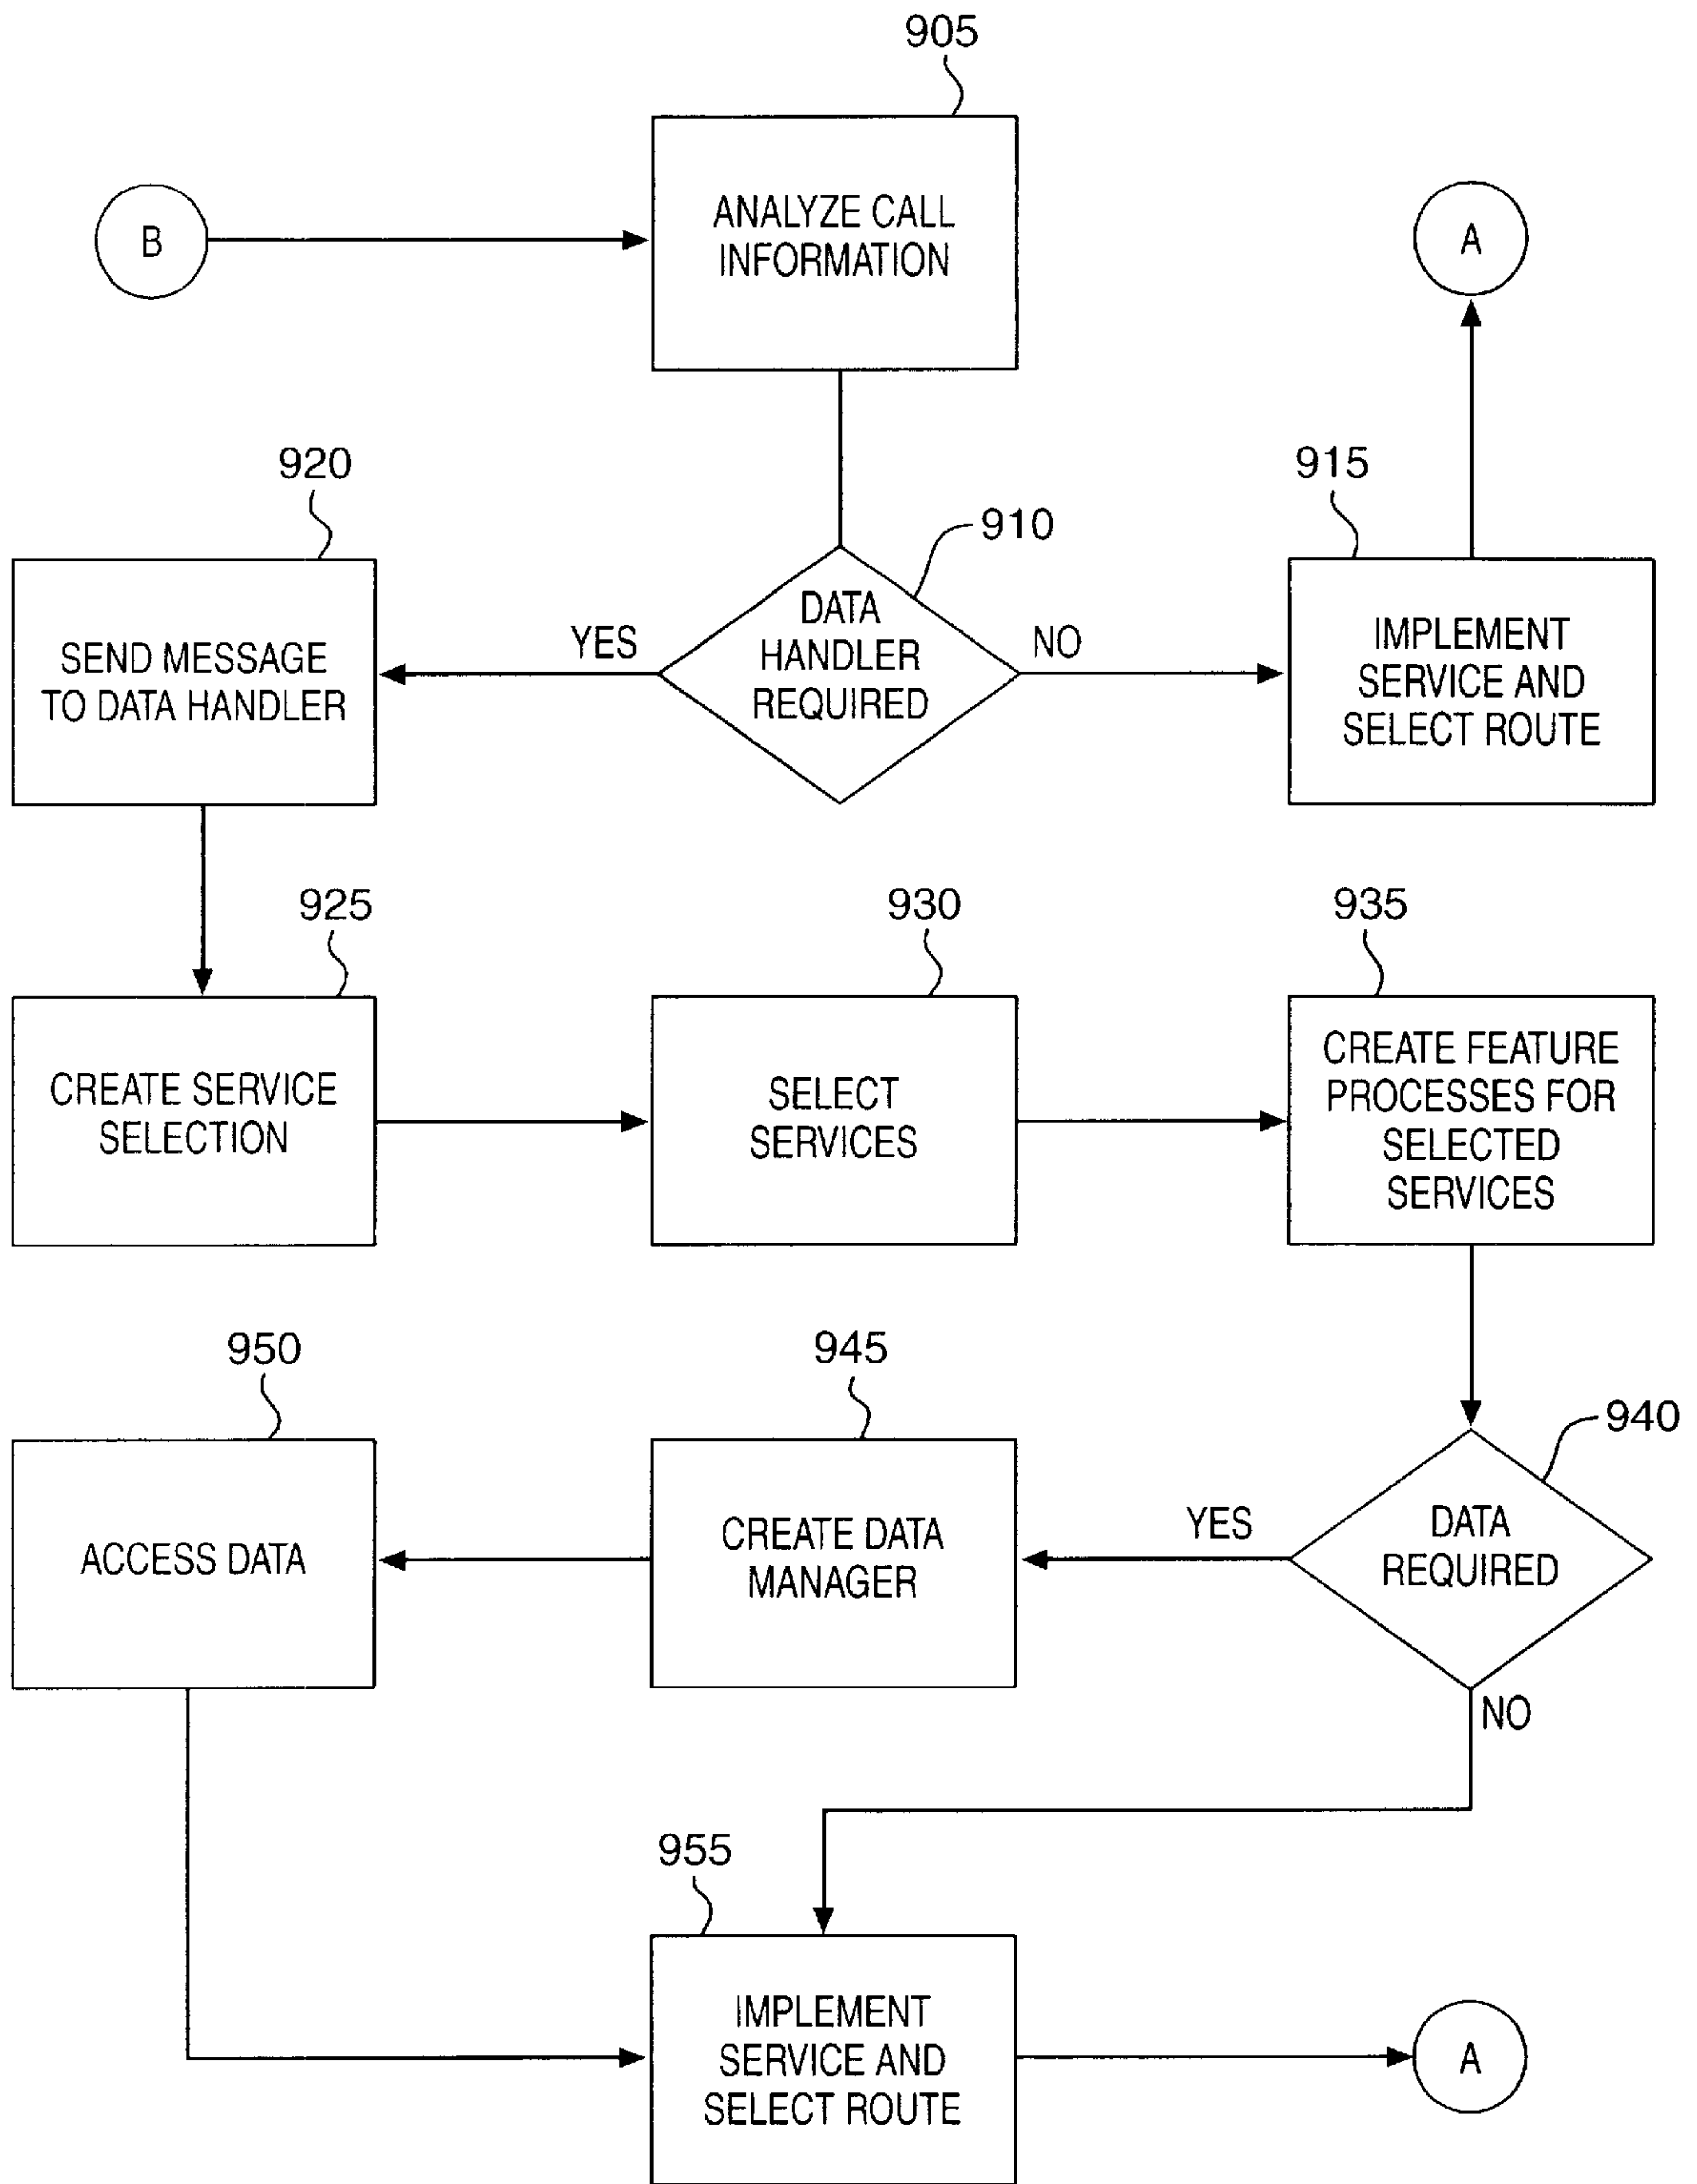 905
B
ANALYZE CALL
INFORMATION
A
920
910
915
SEND MESSAGE
TO DATA HANDLER
YES
DATA
HANDLER
REQUIRED
NO
IMPLEMENT
SERVICE AND
SELECT ROUTE
925
930
935
CREATE SERVICE
SELECTION
SELECT
SERVICES
CREATE FEATURE
PROCESSES FOR
SELECTED
SERVICES
950
945
940
ACCESS DATA
CREATE DATA
MANAGER
YES
DATA
REQUIRED
NO
955
IMPLEMENT
SERVICE AND
SELECT ROUTE
A